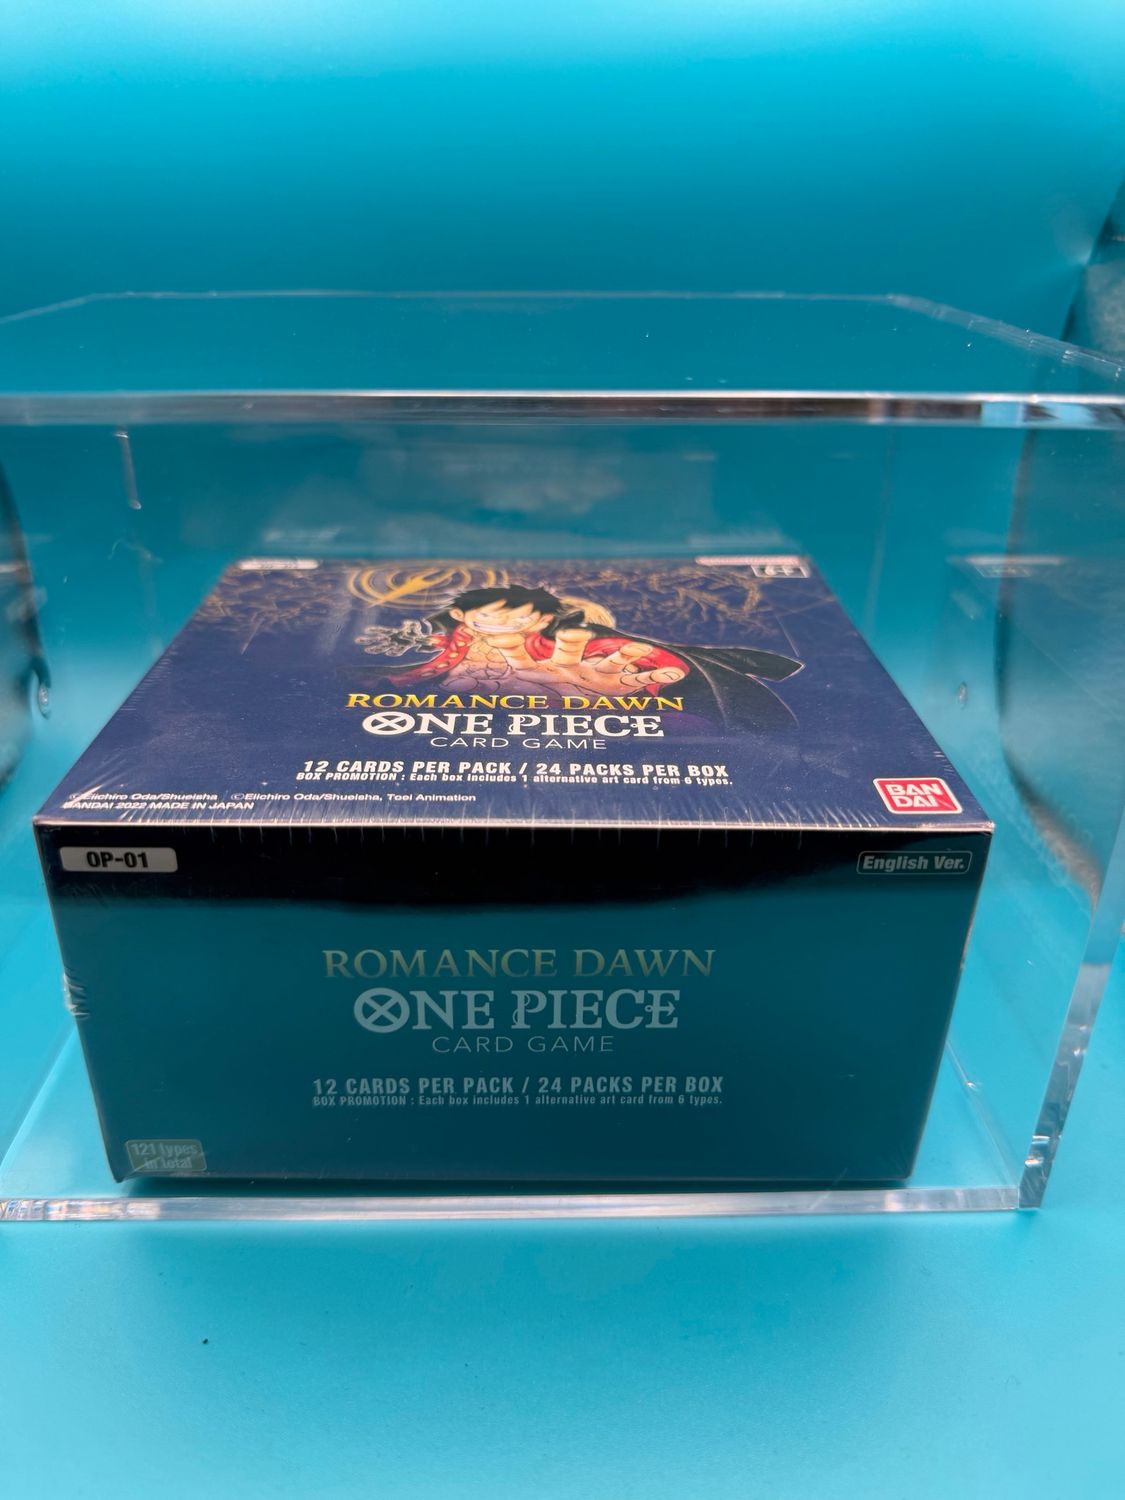 ROMANCE DAWN
ONE PIECE
CARD GAME
12 CARDS PER PACK / 24 PACKS PER BOX
BOX PROMOTION : Each box includes 1 alternative art card from 6 types.
©Eiichiro Oda/Shueisha ©Eiichiro Oda/Shueisha, Toei Animation
BANDAI 2022 MADE IN JAPAN
BAN
DAI
OP-01
English Ver.
ROMANCE DAWN
ONE PIECE
CARD GAME
12 CARDS PER PACK / 24 PACKS PER BOX
BOX PROMOTION : Each box includes 1 alternative art card from 6 types.
121 types
in total